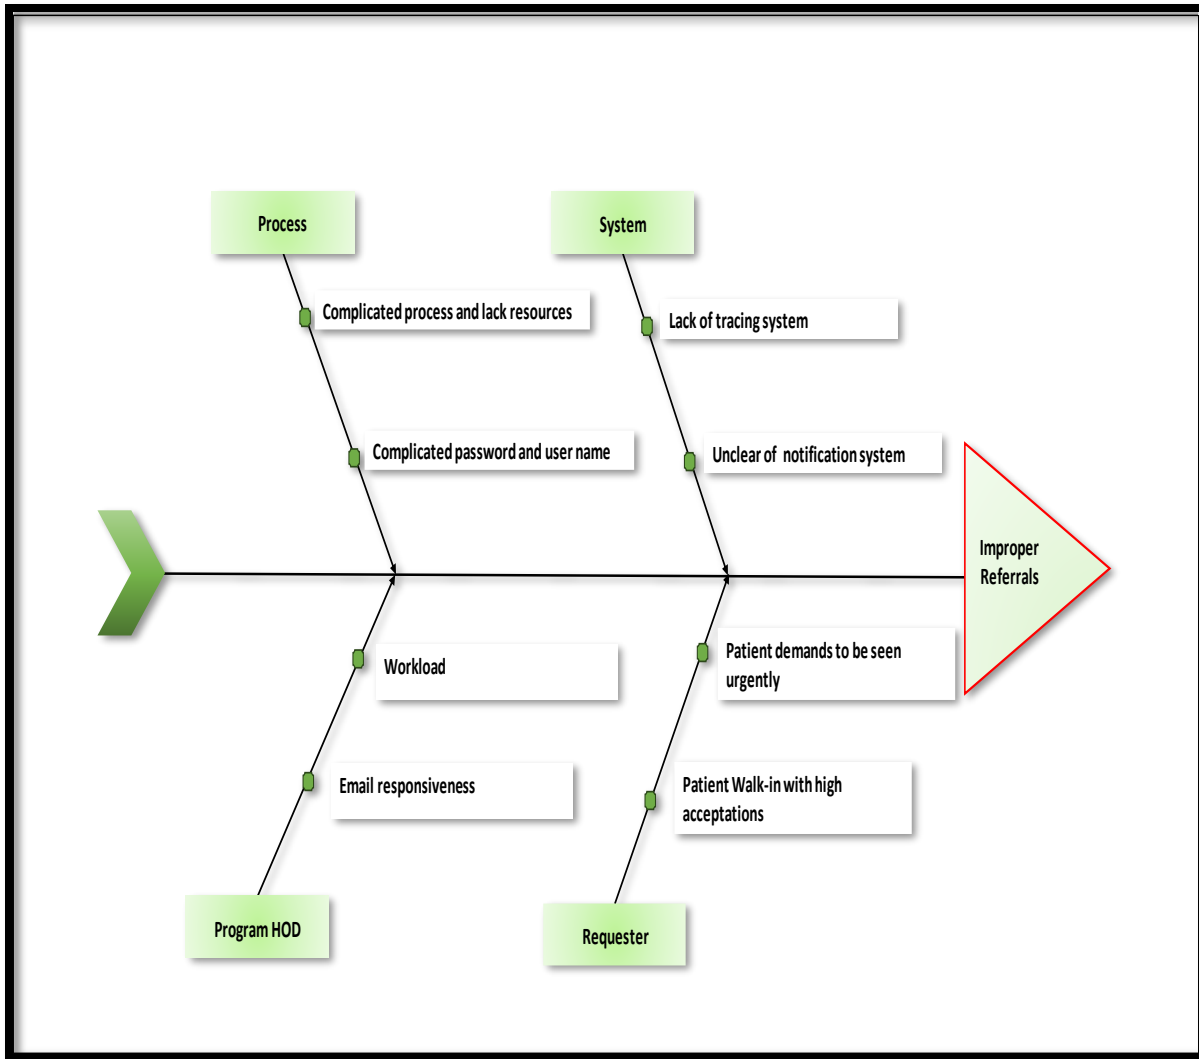 Process
System
Complicated process and lack resources
Lack of tracing system
Complicated password and user name
Unclear of  notification system
Improper
Referrals
Workload
Patient demands to be seen
urgently
Email responsiveness
Patient Walk-in with high
acceptations
Program HOD
Requester